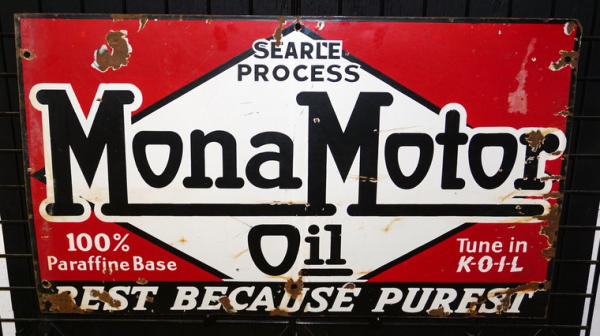 SEARLE
PROCESS
MonaMotor
Oil
100%
Paraffine Base
Tune in
K-O-I-L
BEST BECAUSE PUREST